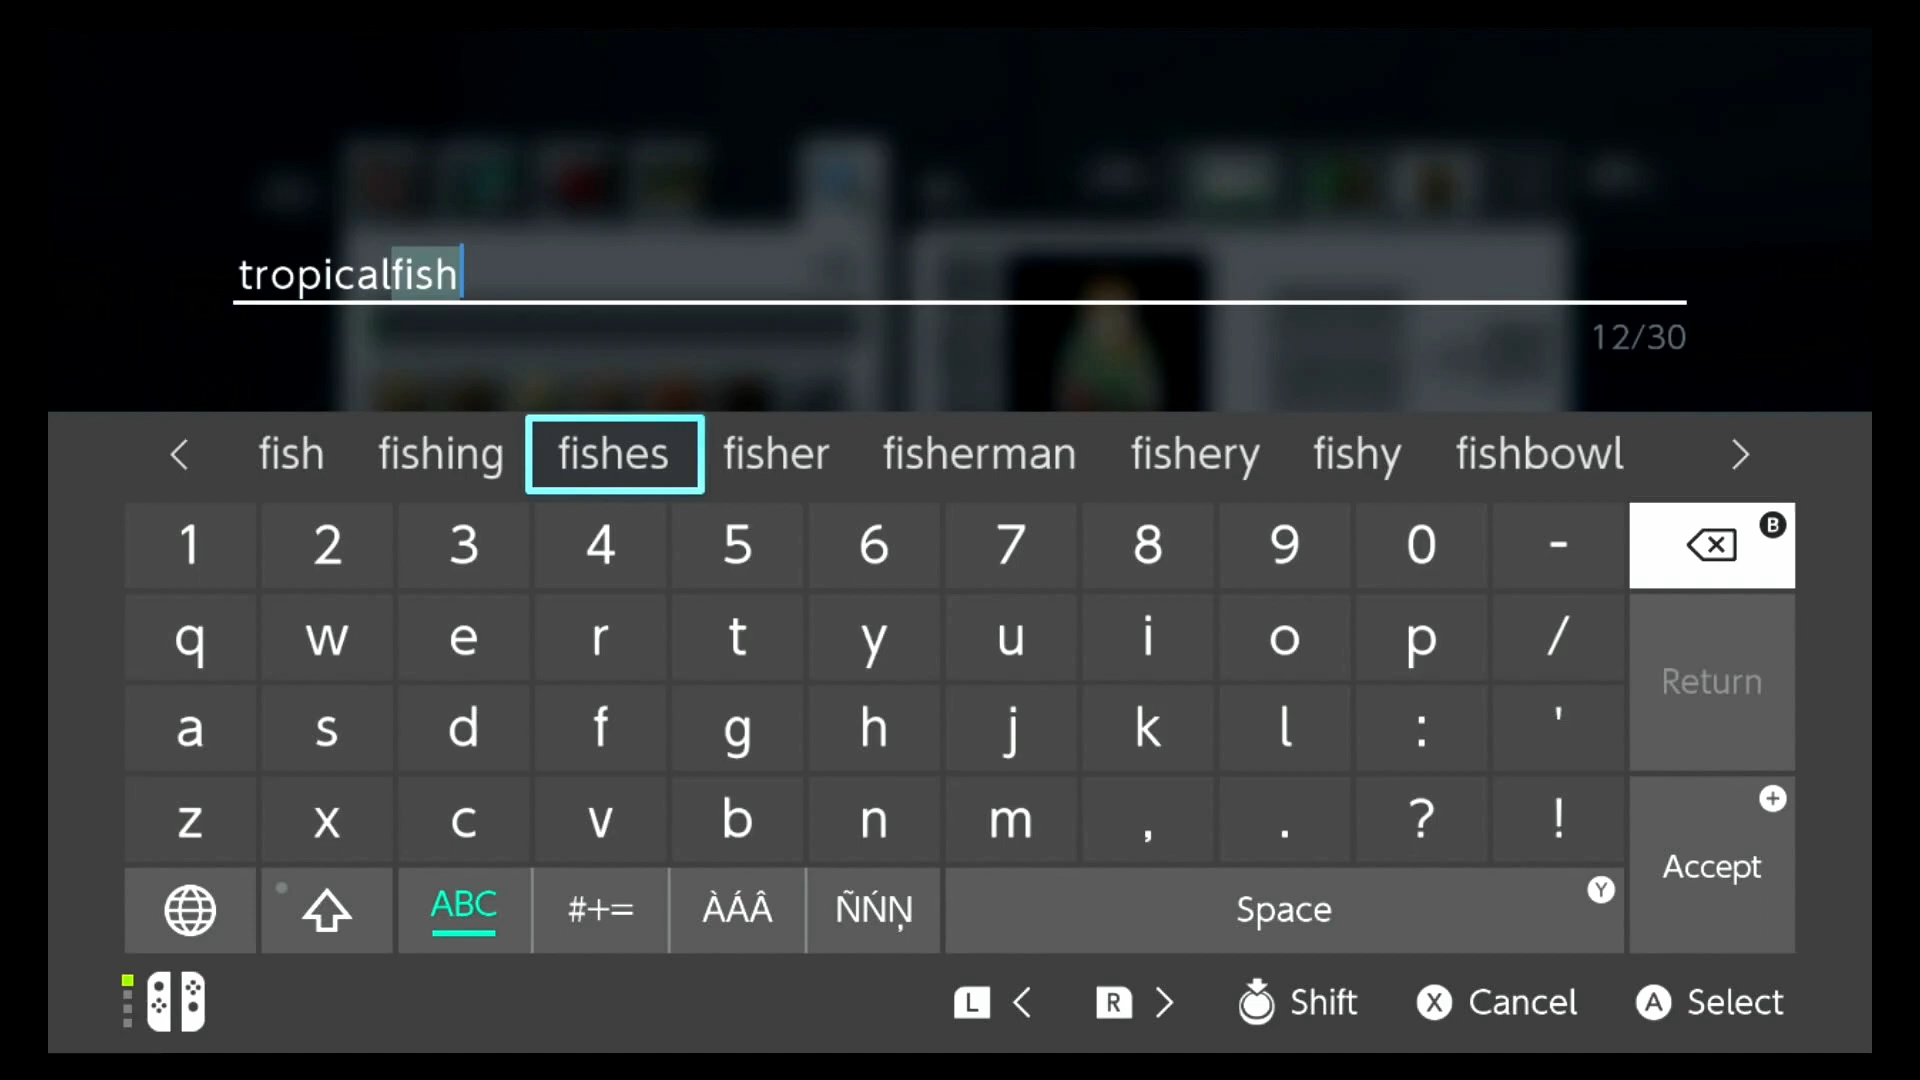 tropicalfish
12/30
< fish fishing fishes fisher fisherman fishery fishy fishbowl >
1 2 3 4 5 6 7 8 9 0 - B
q w e r t y u i o p /
Return
a s d f g h j k l : '
z x c v b n m , . ? ! +
Accept
ABC #+= ÀÁÂ ÑŃŅ Space Y
L < R > Shift X Cancel A Select